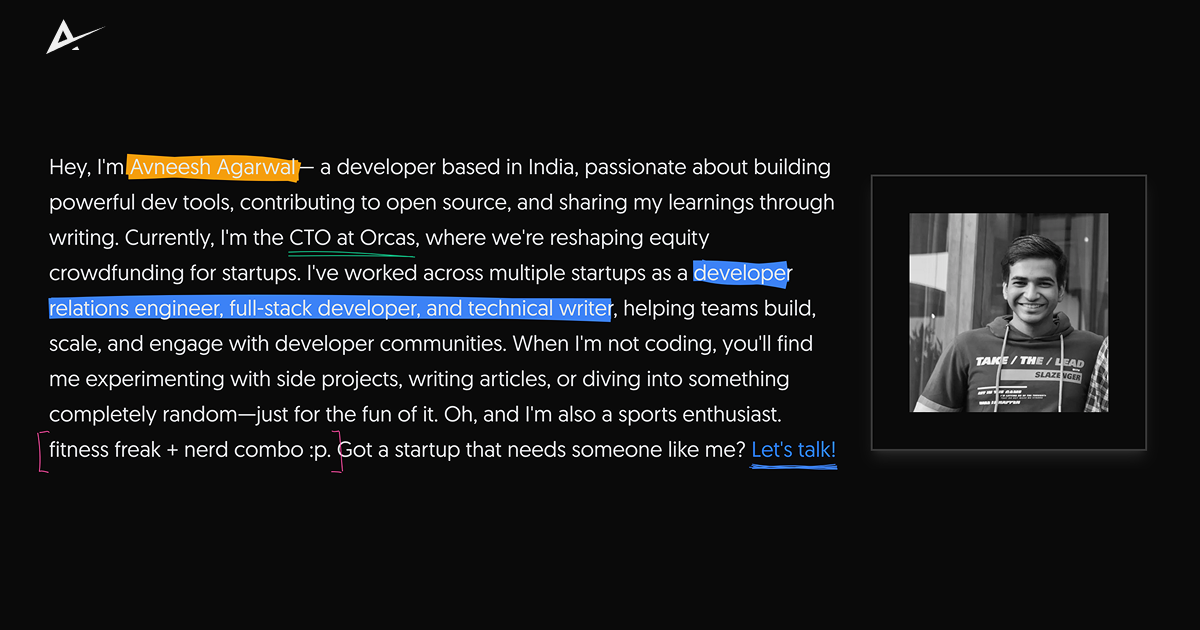 Hey, I'm Avneesh Agarwal— a developer based in India, passionate about building
powerful dev tools, contributing to open source, and sharing my learnings through
writing. Currently, I'm the CTO at Orcas, where we're reshaping equity
crowdfunding for startups. I've worked across multiple startups as a developer
relations engineer, full-stack developer, and technical writer, helping teams build,
scale, and engage with developer communities. When I'm not coding, you'll find
me experimenting with side projects, writing articles, or diving into something
completely random—just for the fun of it. Oh, and I'm also a sports enthusiast.
fitness freak + nerd combo :p. Got a startup that needs someone like me? Let's talk!
TAKE / THE / LEAD
SLAZENGER